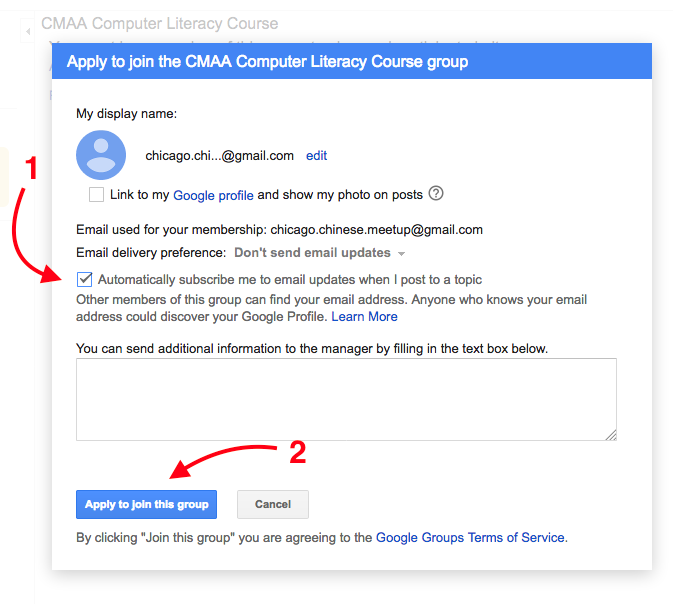 CMAA Computer Literacy Course
Apply to join the CMAA Computer Literacy Course group
My display name:
chicago.chi...@gmail.com edit
Link to my Google profile and show my photo on posts ?
1
Email used for your membership: chicago.chinese.meetup@gmail.com
Email delivery preference: Don't send email updates
Automatically subscribe me to email updates when I post to a topic
Other members of this group can find your email address. Anyone who knows your email
address could discover your Google Profile. Learn More
You can send additional information to the manager by filling in the text box below.
2
Apply to join this group Cancel
By clicking "Join this group" you are agreeing to the Google Groups Terms of Service.